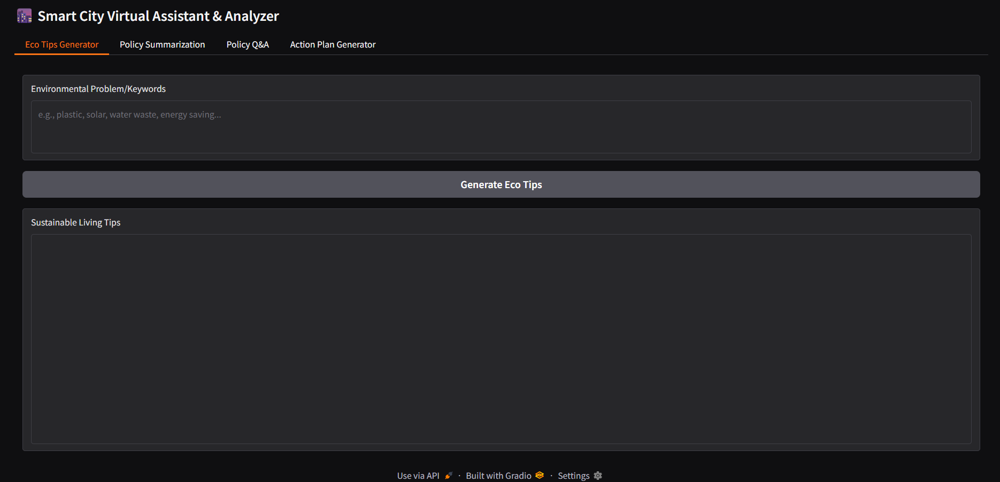 Smart City Virtual Assistant & Analyzer
Eco Tips Generator Policy Summarization Policy Q&A Action Plan Generator
Environmental Problem/Keywords
e.g., plastic, solar, water waste, energy saving...
Generate Eco Tips
Sustainable Living Tips
Use via API · Built with Gradio · Settings